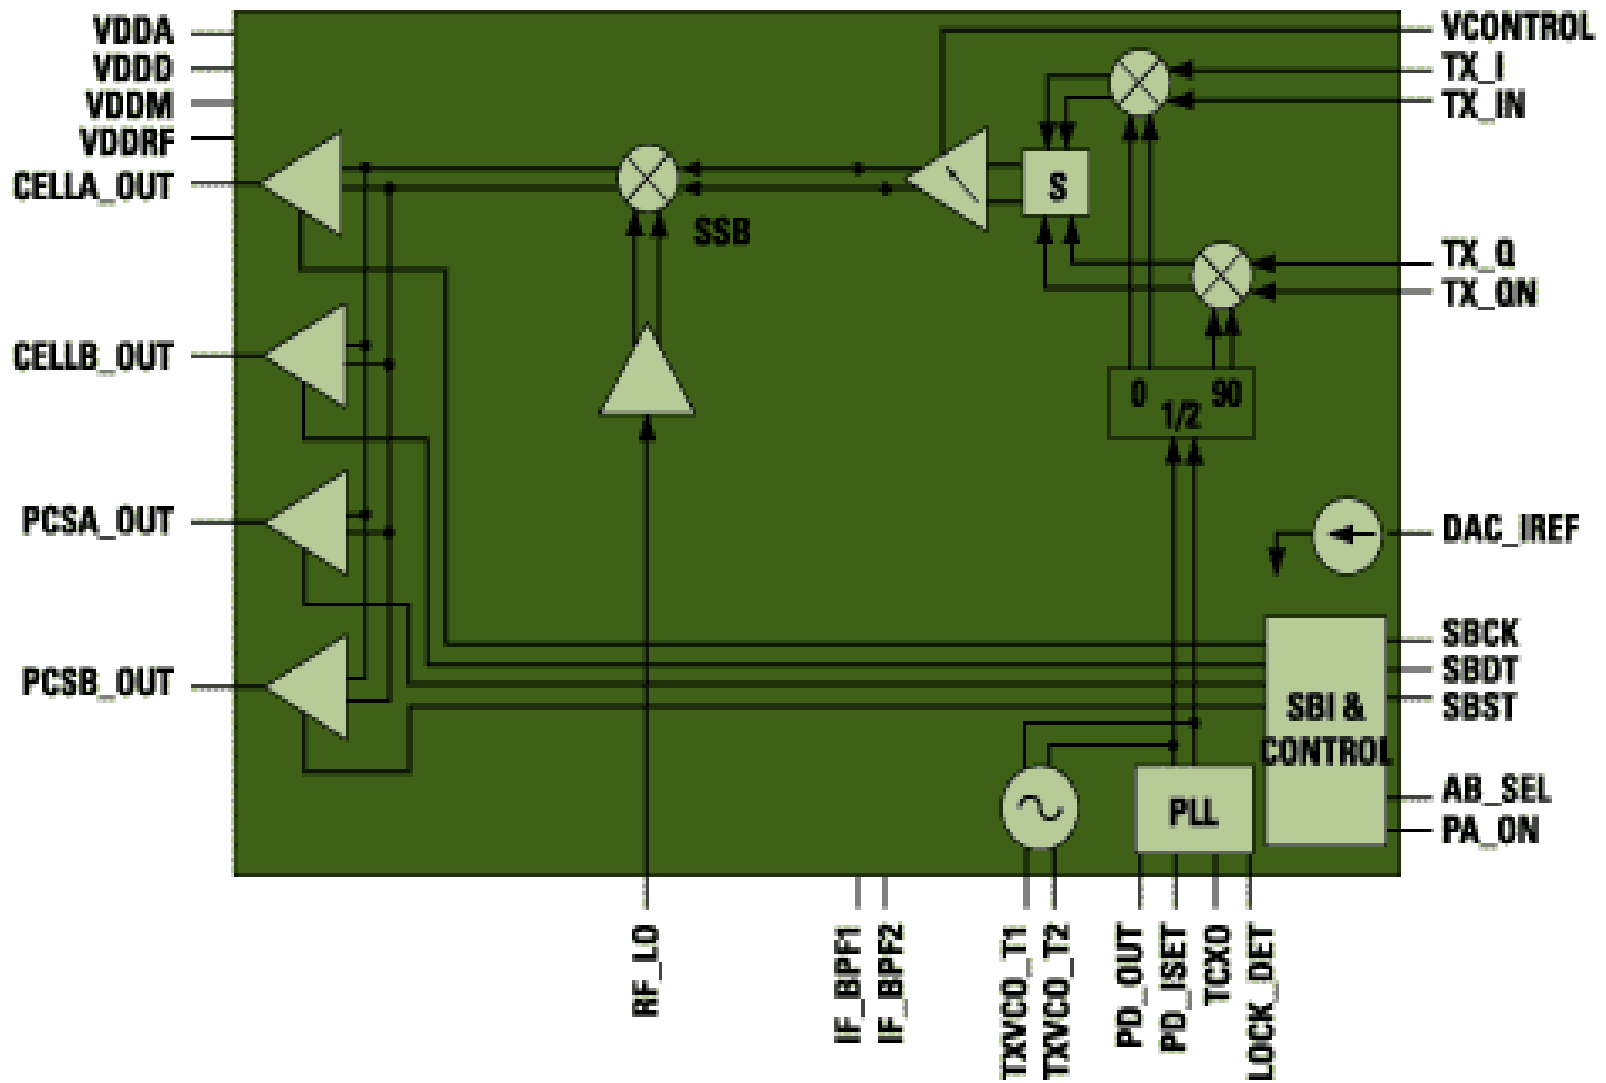 VDDA
VDDD
VDDM
VDDRF
CELLA_OUT
CELLB_OUT
PCSA_OUT
PCSB_OUT
SSB
S
0
90
1/2
SBI &
CONTROL
PLL
VCONTROL
TX_I
TX_IN
TX_Q
TX_QN
DAC_IREF
SBCK
SBDT
SBST
AB_SEL
PA_ON
RF_LO
IF_BPF1
IF_BPF2
TXVCO_T1
TXVCO_T2
PD_OUT
PD_ISET
TCXO
LOCK_DET